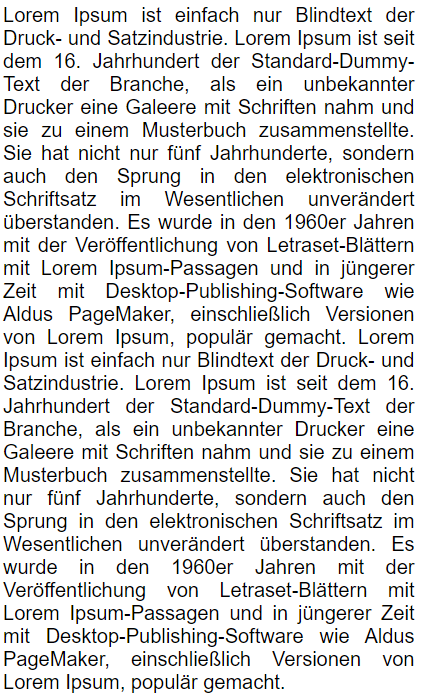 Lorem Ipsum ist einfach nur Blindtext der
Druck- und Satzindustrie. Lorem Ipsum ist seit
dem 16. Jahrhundert der Standard-Dummy-
Text der Branche, als ein unbekannter
Drucker eine Galeere mit Schriften nahm und
sie zu einem Musterbuch zusammenstellte.
Sie hat nicht nur fünf Jahrhunderte, sondern
auch den Sprung in den elektronischen
Schriftsatz im Wesentlichen unverändert
überstanden. Es wurde in den 1960er Jahren
mit der Veröffentlichung von Letraset-Blättern
mit Lorem Ipsum-Passagen und in jüngerer
Zeit mit Desktop-Publishing-Software wie
Aldus PageMaker, einschließlich Versionen
von Lorem Ipsum, populär gemacht. Lorem
Ipsum ist einfach nur Blindtext der Druck- und
Satzindustrie. Lorem Ipsum ist seit dem 16.
Jahrhundert der Standard-Dummy-Text der
Branche, als ein unbekannter Drucker eine
Galeere mit Schriften nahm und sie zu einem
Musterbuch zusammenstellte. Sie hat nicht
nur fünf Jahrhunderte, sondern auch den
Sprung in den elektronischen Schriftsatz im
Wesentlichen unverändert überstanden. Es
wurde in den 1960er Jahren mit der
Veröffentlichung von Letraset-Blättern mit
Lorem Ipsum-Passagen und in jüngerer Zeit
mit Desktop-Publishing-Software wie Aldus
PageMaker, einschließlich Versionen von
Lorem Ipsum, populär gemacht.